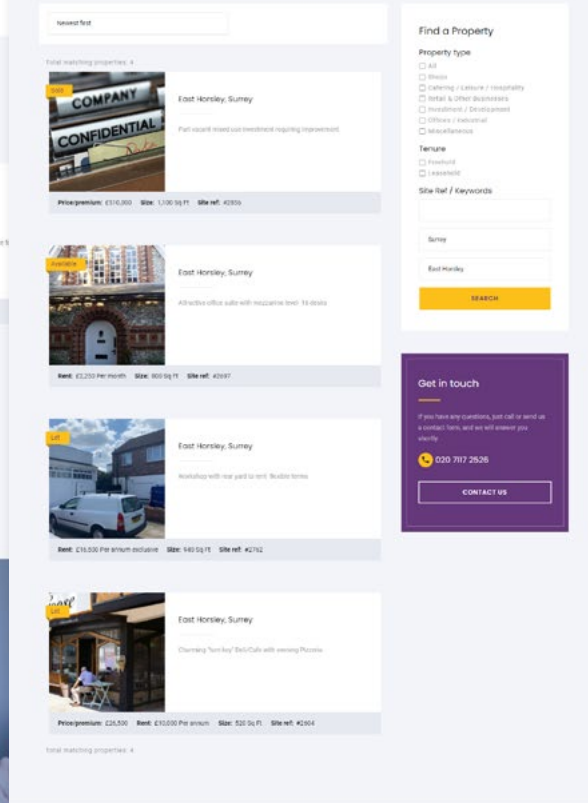 Newest first
Total matching properties: 4
Sold
COMPANY
CONFIDENTIAL
East Horsley, Surrey
Part vacant mixed use investment requiring improvement
Price/premium: £510,000 Size: 1,100 Sq Ft Site ref: #2856
Available
East Horsley, Surrey
Attractive office suite with mezzanine level- 16 desks
Rent: £2,250 Per month Size: 800 Sq Ft Site ref: #2697
Let
East Horsley, Surrey
Workshop with rear yard to rent- flexible terms
Rent: £16,500 Per annum exclusive Size: 940 Sq Ft Site ref: #2762
Let
East Horsley, Surrey
Charming "turn key" Deli/Cafe with evening Pizzeria
Price/premium: £26,500 Rent: £10,000 Per annum Size: 520 Sq Ft Site ref: #2604
Total matching properties: 4
Find a Property
Property type
All
Shops
Catering / Leisure / Hospitality
Retail & Other Businesses
Investment / Development
Offices / Industrial
Miscellaneous
Tenure
Freehold
Leasehold
Site Ref / Keywords
Surrey
East Horsley
SEARCH
Get in touch
If you have any questions, just call or send us
a contact form, and we will answer you
shortly
020 7117 2526
CONTACT US